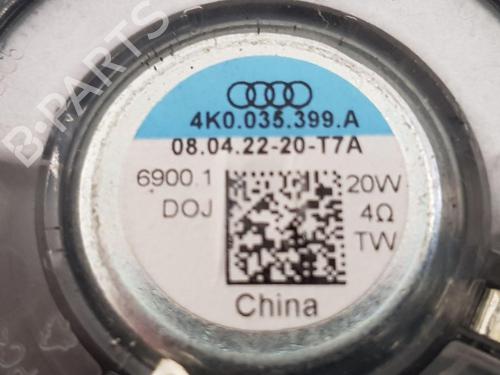 B-PARTS
4K0.035.399.A
08.04.22-20-T7A
6900.1 20W
DOJ 4Ω
TW
China